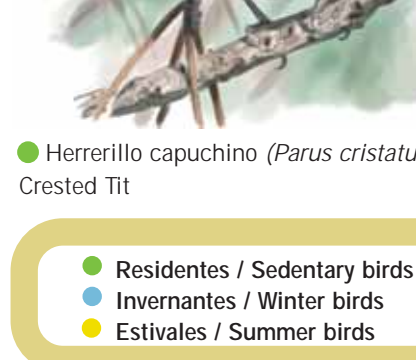 Herrerillo capuchino (Parus cristatu
Crested Tit
Residentes / Sedentary birds
Invernantes / Winter birds
Estivales / Summer birds